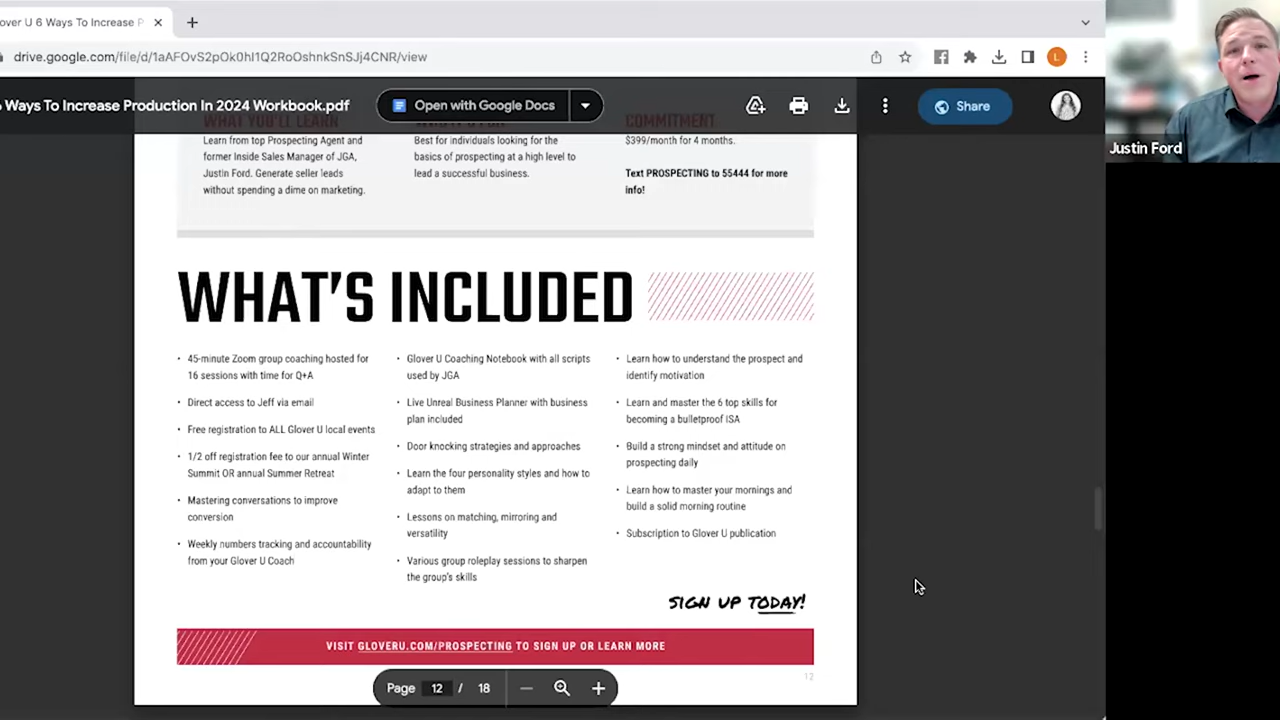 over U 6 Ways To Increase P
drive.google.com/file/d/1aAFOvS2pOk0hI1Q2RoOshnkSnSJj4CNR/view
L
Ways To Increase Production In 2024 Workbook.pdf
Open with Google Docs
Share
Justin Ford
WHAT YOU'LL LEARN
Learn from top Prospecting Agent and
former Inside Sales Manager of JGA,
Justin Ford. Generate seller leads
without spending a dime on marketing.
Best for individuals looking for the
basics of prospecting at a high level to
lead a successful business.
COMMITMENT
$399/month for 4 months.
Text PROSPECTING to 55444 for more
info!
WHAT'S INCLUDED
• 45-minute Zoom group coaching hosted for
16 sessions with time for Q+A
• Direct access to Jeff via email
• Free registration to ALL Glover U local events
• 1/2 off registration fee to our annual Winter
Summit OR annual Summer Retreat
• Mastering conversations to improve
conversion
• Weekly numbers tracking and accountability
from your Glover U Coach
• Glover U Coaching Notebook with all scripts
used by JGA
• Live Unreal Business Planner with business
plan included
• Door knocking strategies and approaches
• Learn the four personality styles and how to
adapt to them
• Lessons on matching, mirroring and
versatility
• Various group roleplay sessions to sharpen
the group's skills
• Learn how to understand the prospect and
identify motivation
• Learn and master the 6 top skills for
becoming a bulletproof ISA
• Build a strong mindset and attitude on
prospecting daily
• Learn how to master your mornings and
build a solid morning routine
• Subscription to Glover U publication
SIGN UP TODAY!
VISIT GLOVERU.COM/PROSPECTING TO SIGN UP OR LEARN MORE
12
Page 12 / 18